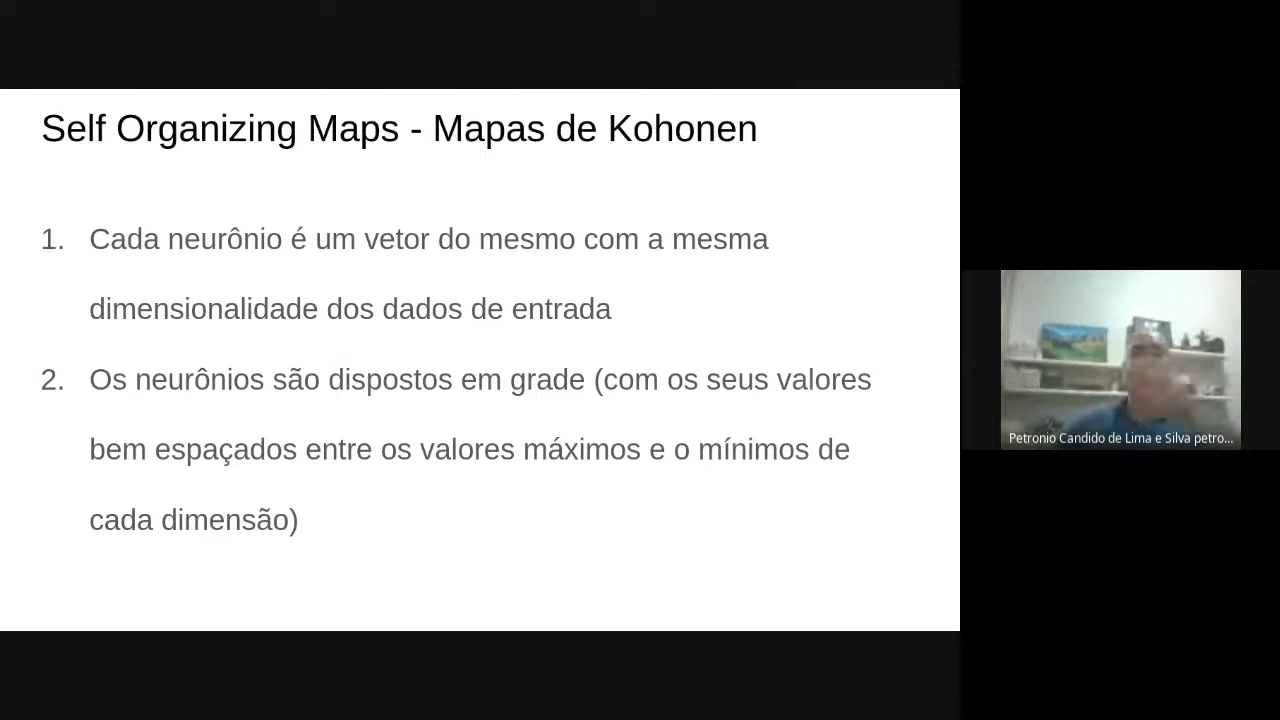 Self Organizing Maps - Mapas de Kohonen
1. Cada neurônio é um vetor do mesmo com a mesma
dimensionalidade dos dados de entrada
2. Os neurônios são dispostos em grade (com os seus valores
bem espaçados entre os valores máximos e o mínimos de
cada dimensão)
Petronio Candido de Lima e Silva petro...